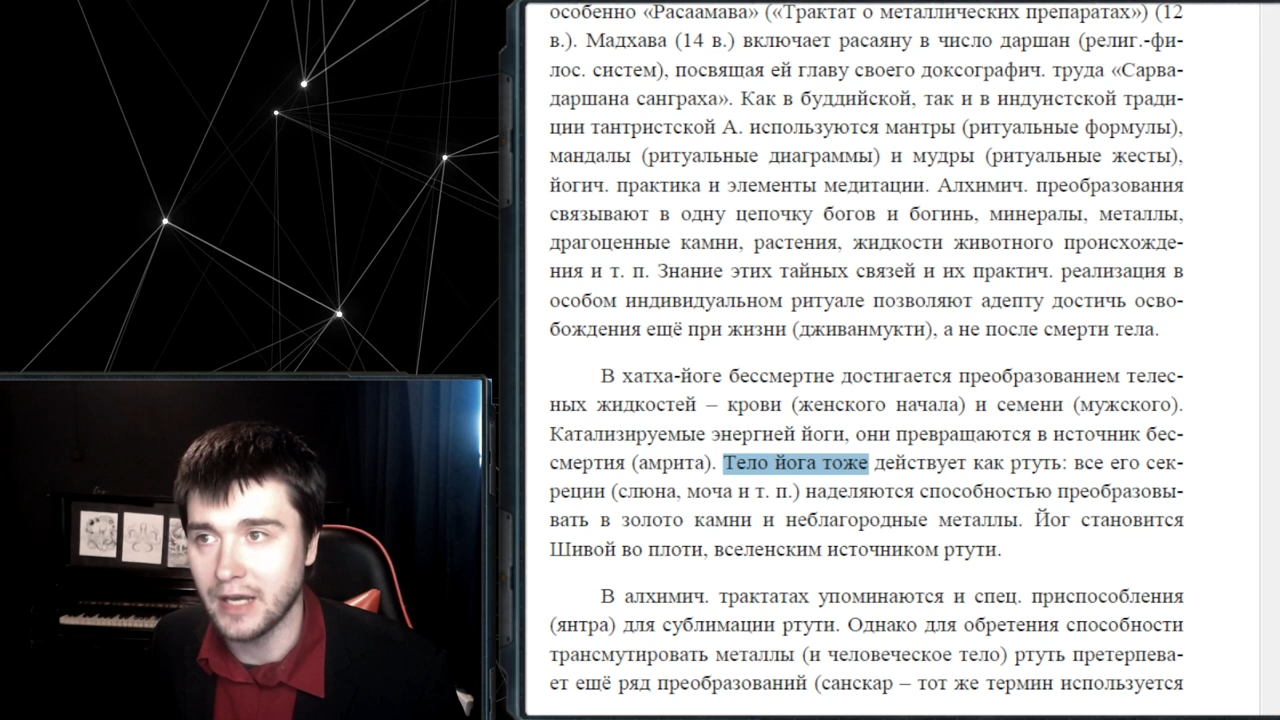 особенно «Расаамава» («Трактат о металлических препаратах») (12
в.). Мадхава (14 в.) включает расаяну в число даршан (религ.-фи-
лос. систем), посвящая ей главу своего доксографич. труда «Сарва-
даршана санграха». Как в буддийской, так и в индуистской тради-
ции тантристской А. используются мантры (ритуальные формулы),
мандалы (ритуальные диаграммы) и мудры (ритуальные жесты),
йогич. практика и элементы медитации. Алхимич. преобразования
связывают в одну цепочку богов и богинь, минералы, металлы,
драгоценные камни, растения, жидкости животного происхожде-
ния и т. п. Знание этих тайных связей и их практич. реализация в
особом индивидуальном ритуале позволяют адепту достичь осво-
бождения ещё при жизни (дживанмукти), а не после смерти тела.
В хатха-йоге бессмертие достигается преобразованием телес-
ных жидкостей – крови (женского начала) и семени (мужского).
Катализируемые энергией йоги, они превращаются в источник бес-
смертия (амрита). Тело йога тоже действует как ртуть: все его сек-
реции (слюна, моча и т. п.) наделяются способностью преобразовы-
вать в золото камни и неблагородные металлы. Йог становится
Шивой во плоти, вселенским источником ртути.
В алхимич. трактатах упоминаются и спец. приспособления
(янтра) для сублимации ртути. Однако для обретения способности
трансмутировать металлы (и человеческое тело) ртуть претерпева-
ет ещё ряд преобразований (санскар – тот же термин используется